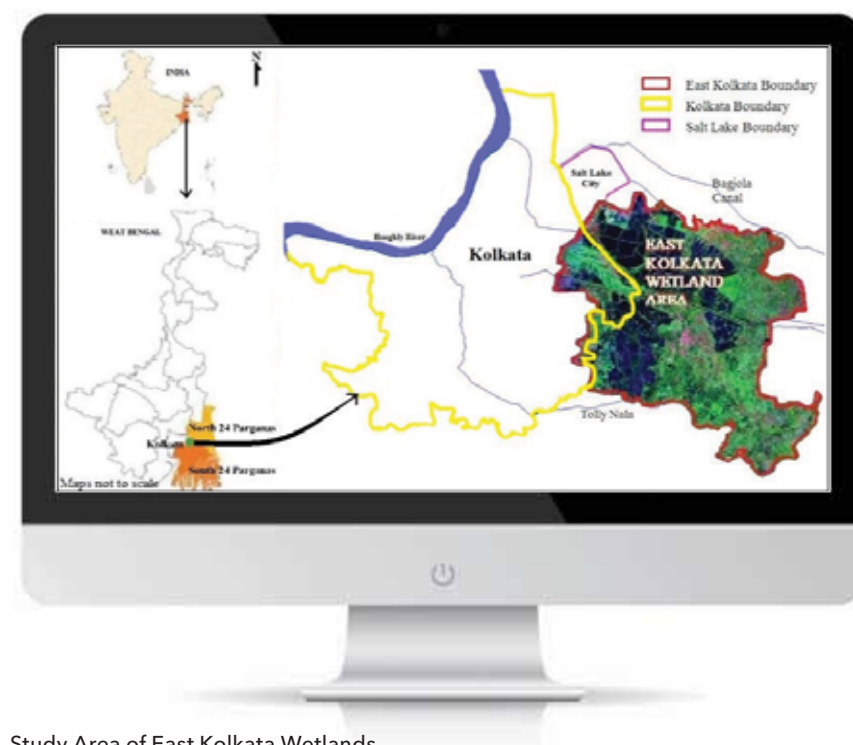 INDIA
N
WEAT BENGAL
North 24 Parganas
Kolkata
South 24 Parganas
Maps not to scale
East Kolkata Boundary
Kolkata Boundary
Salt Lake Boundary
Salt Lake
City
Bagjola
Canal
Hooghly River
Kolkata
EAST
KOLKATA
WETLAND
AREA
Tolly Nala
Study Area of East Kolkata Wetlands